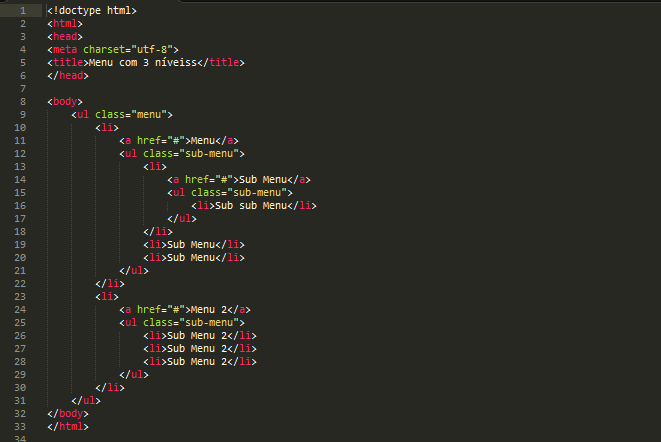 1 <!doctype html>
2 <html>
3 <head>
4 <meta charset="utf-8">
5 <title>Menu com 3 níveiss</title>
6 </head>
7
8 <body>
9 <ul class="menu">
10 <li>
11 <a href="#">Menu</a>
12 <ul class="sub-menu">
13 <li>
14 <a href="#">Sub Menu</a>
15 <ul class="sub-menu">
16 <li>Sub sub Menu</li>
17 </ul>
18 </li>
19 <li>Sub Menu</li>
20 <li>Sub Menu</li>
21 </ul>
22 </li>
23 <li>
24 <a href="#">Menu 2</a>
25 <ul class="sub-menu">
26 <li>Sub Menu 2</li>
27 <li>Sub Menu 2</li>
28 <li>Sub Menu 2</li>
29 </ul>
30 </li>
31 </ul>
32 </body>
33 </html>
34